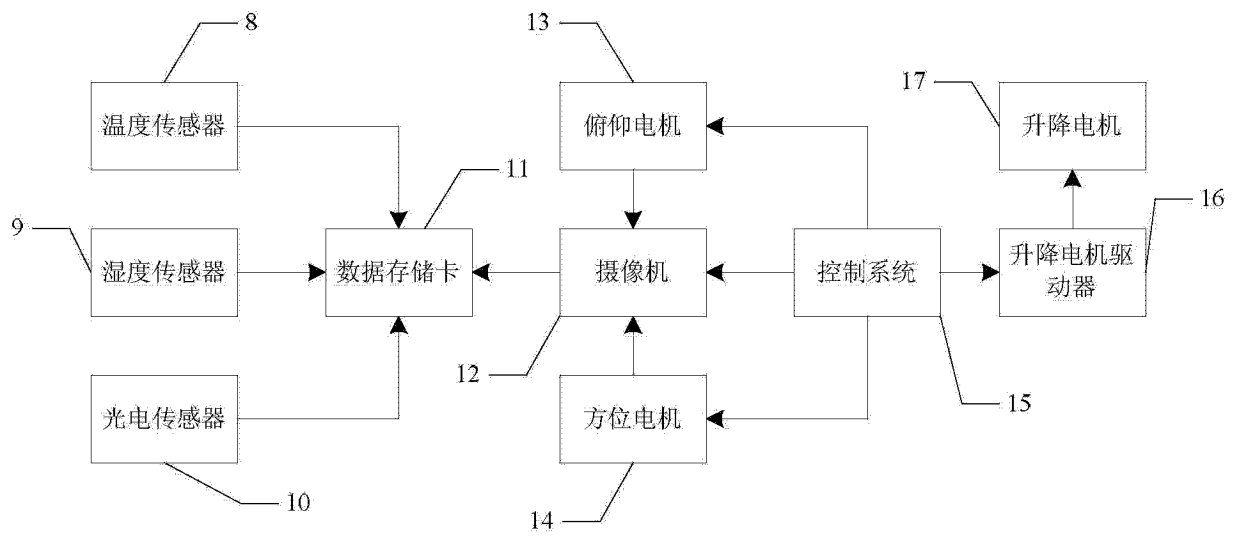 8
13
17
温度传感器
俯仰电机
升降电机
11
16
9
湿度传感器
数据存储卡
摄像机
控制系统
升降电机驱
动器
12
15
光电传感器
方位电机
10
14